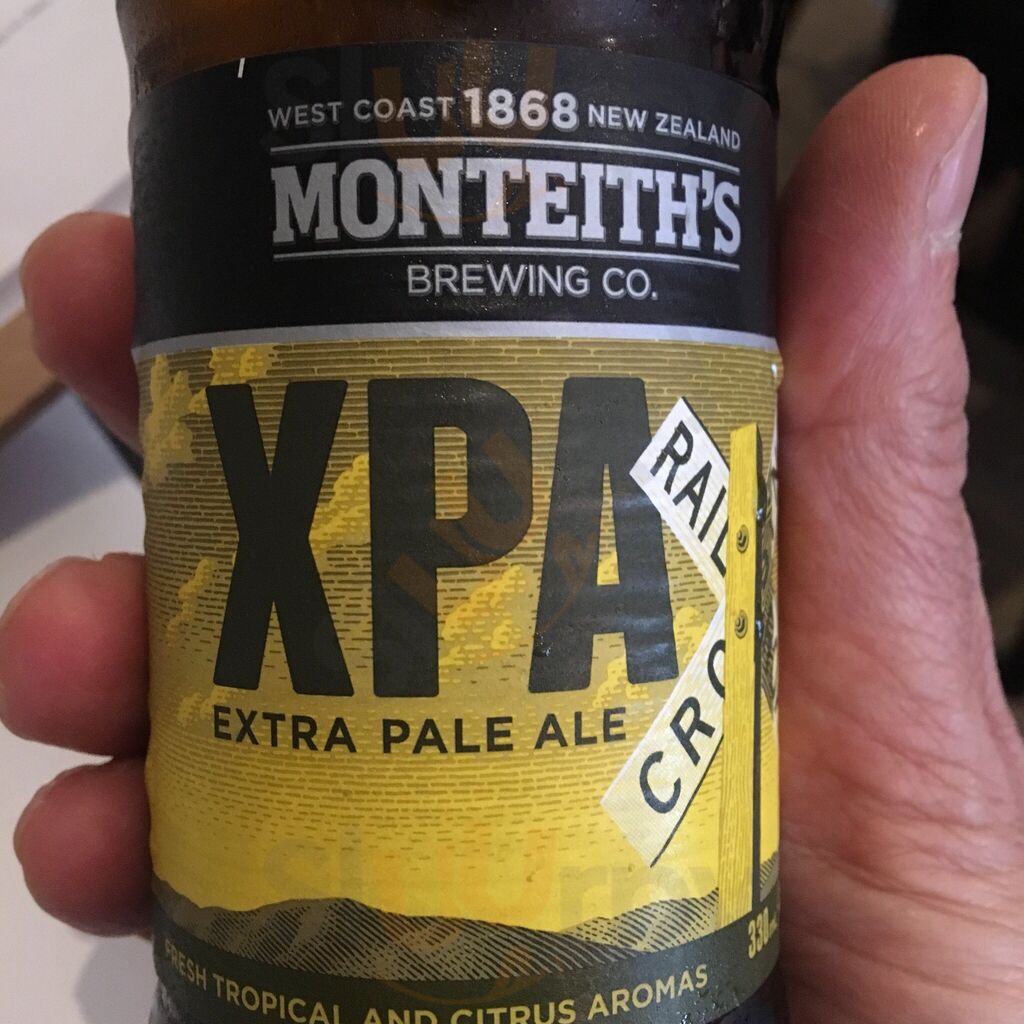 WEST COAST 1868 NEW ZEALAND
MONTEITH'S
BREWING CO.
XPA
EXTRA PALE ALE
RAIL
CRO
330ml
FRESH TROPICAL AND CITRUS AROMAS